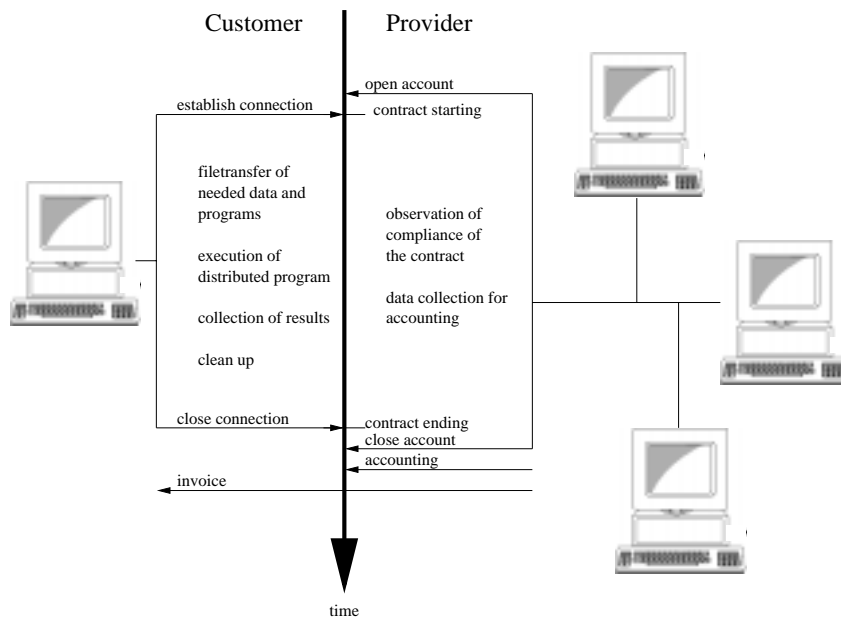 Customer
Provider
open account
establish connection
contract starting
filetransfer of
needed data and
programs
observation of
compliance of
the contract
execution of
distributed program
data collection for
accounting
collection of results
clean up
close connection
contract ending
close account
accounting
invoice
time